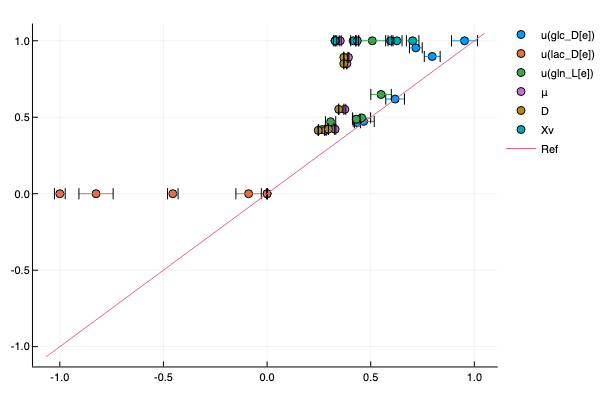 1.0
0.5
0.0
-0.5
-1.0
-1.0 -0.5 0.0 0.5 1.0
u(glc_D[e])
u(lac_D[e])
u(gln_L[e])
μ
D
Xv
Ref